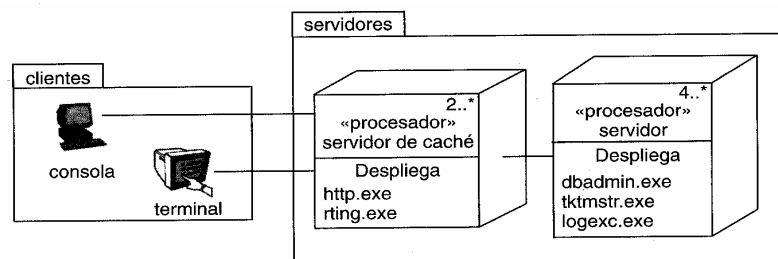 servidores
clientes
consola
terminal
2..*
«procesador»
servidor de caché
Despliega
http.exe
rting.exe
4..*
«procesador»
servidor
Despliega
dbadmin.exe
tktmstr.exe
logexc.exe